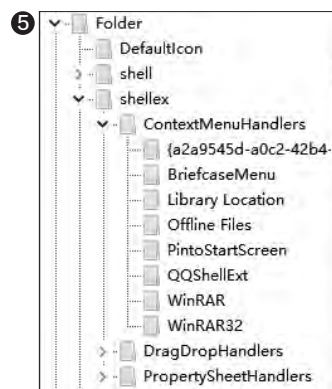 ❺
Folder
DefaultIcon
shell
shellex
ContextMenuHandlers
{a2a9545d-a0c2-42b4-
BriefcaseMenu
Library Location
Offline Files
PintoStartScreen
QQShellExt
WinRAR
WinRAR32
DragDropHandlers
PropertySheetHandlers